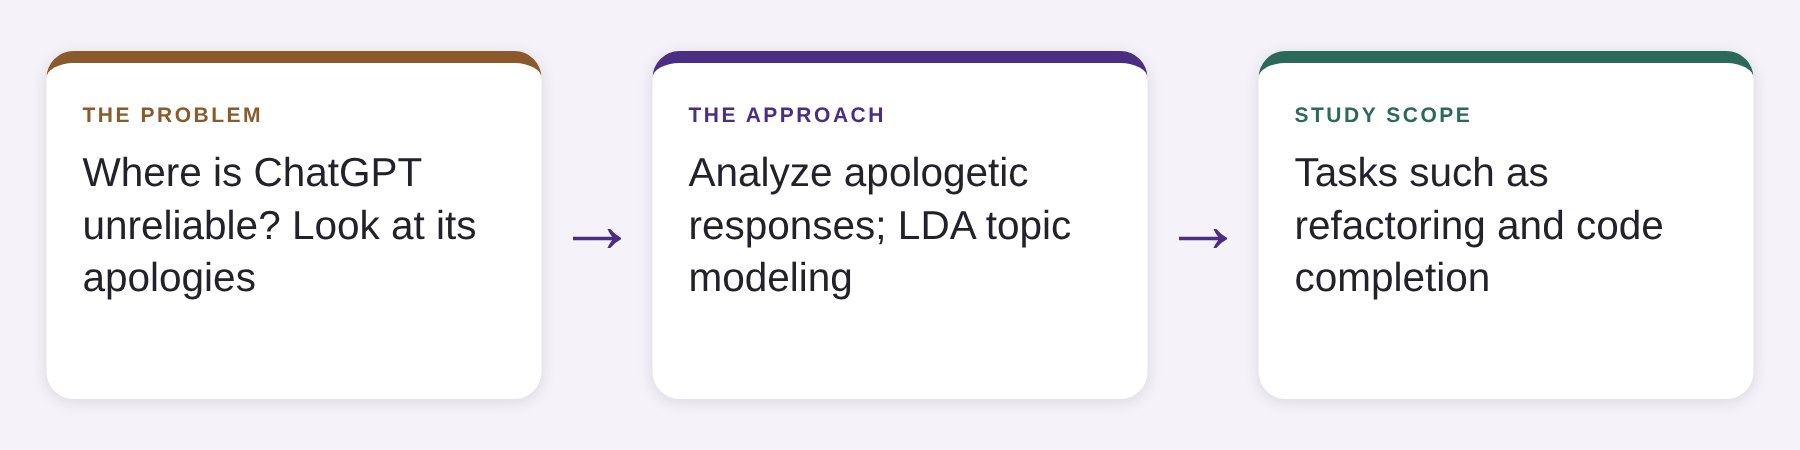 THE PROBLEM
Where is ChatGPT
unreliable? Look at its
apologies
→
THE APPROACH
Analyze apologetic
responses; LDA topic
modeling
→
STUDY SCOPE
Tasks such as
refactoring and code
completion